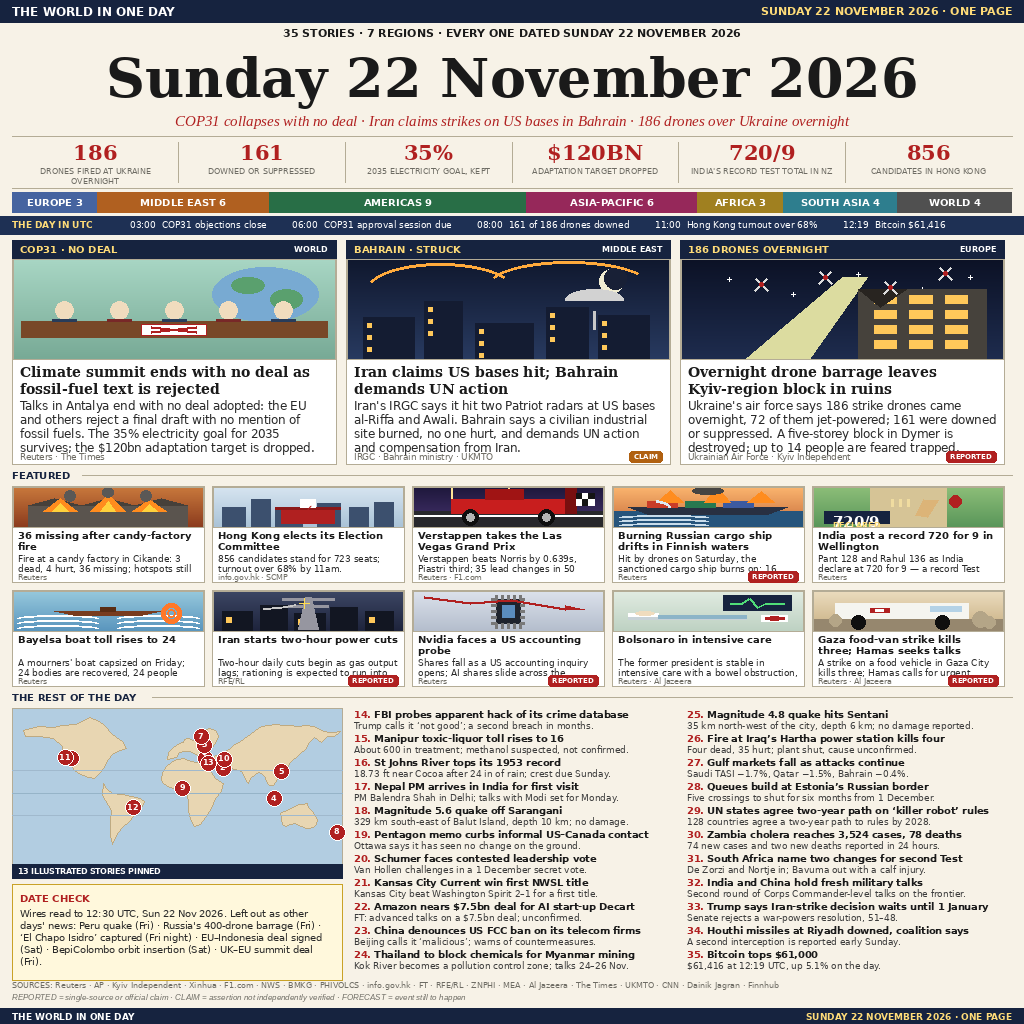 THE WORLD IN ONE DAY
SUNDAY 22 NOVEMBER 2026 · ONE PAGE
35 STORIES · 7 REGIONS · EVERY ONE DATED SUNDAY 22 NOVEMBER 2026
Sunday 22 November 2026
COP31 collapses with no deal · Iran claims strikes on US bases in Bahrain · 186 drones over Ukraine overnight
186
DRONES FIRED AT UKRAINE
OVERNIGHT
161
DOWNED OR SUPPRESSED
35%
2035 ELECTRICITY GOAL, KEPT
$120BN
ADAPTATION TARGET DROPPED
720/9
INDIA'S RECORD TEST TOTAL IN NZ
856
CANDIDATES IN HONG KONG
EUROPE 3
MIDDLE EAST 6
AMERICAS 9
ASIA-PACIFIC 6
AFRICA 3
SOUTH ASIA 4
WORLD 4
THE DAY IN UTC
03:00 COP31 objections close
06:00 COP31 approval session due
08:00 161 of 186 drones downed
11:00 Hong Kong turnout over 68%
12:19 Bitcoin $61,416
COP31 · NO DEAL
WORLD
Climate summit ends with no deal as
fossil-fuel text is rejected
Talks in Antalya end with no deal adopted: the EU
and others reject a final draft with no mention of
fossil fuels. The 35% electricity goal for 2035
survives; the $120bn adaptation target is dropped.
Reuters · The Times
BAHRAIN · STRUCK
MIDDLE EAST
Iran claims US bases hit; Bahrain
demands UN action
Iran's IRGC says it hit two Patriot radars at US bases
al-Riffa and Awali. Bahrain says a civilian industrial
site burned, no one hurt, and demands UN action
and compensation from Iran.
IRGC · Bahrain ministry · UKMTO
CLAIM
186 DRONES OVERNIGHT
EUROPE
Overnight drone barrage leaves
Kyiv-region block in ruins
Ukraine's air force says 186 strike drones came
overnight, 72 of them jet-powered; 161 were downed
or suppressed. A five-storey block in Dymer is
destroyed; up to 14 people are feared trapped.
Ukrainian Air Force · Kyiv Independent
REPORTED
FEATURED
36 missing after candy-factory
fire
Fire at a candy factory in Cikande: 3
dead, 4 hurt, 36 missing; hotspots still
Reuters
Hong Kong elects its Election
Committee
856 candidates stand for 723 seats;
turnout over 68% by 11am.
info.gov.hk · SCMP
Verstappen takes the Las
Vegas Grand Prix
Verstappen beats Norris by 0.639s,
Piastri third; 35 lead changes in 50
Reuters · F1.com
Burning Russian cargo ship
drifts in Finnish waters
Hit by drones on Saturday, the
sanctioned cargo ship burns on; 16
Reuters
REPORTED
720/9
India post a record 720 for 9 in
Wellington
Pant 128 and Rahul 136 as India
declare at 720 for 9 — a record Test
Reuters
Bayelsa boat toll rises to 24
A mourners' boat capsized on Friday;
24 bodies are recovered, 24 people
Reuters
Iran starts two-hour power cuts
Two-hour daily cuts begin as gas output
lags; rationing is expected to run into
RFE/RL
REPORTED
Nvidia faces a US accounting
probe
Shares fall as a US accounting inquiry
opens; AI shares slide across the
Reuters
REPORTED
Bolsonaro in intensive care
The former president is stable in
intensive care with a bowel obstruction,
Reuters · Al Jazeera
Gaza food-van strike kills
three; Hamas seeks talks
A strike on a food vehicle in Gaza City
kills three; Hamas calls for urgent
Reuters · Al Jazeera
REPORTED
THE REST OF THE DAY
7
11
13
10
5
9
4
12
8
13 ILLUSTRATED STORIES PINNED
DATE CHECK
Wires read to 12:30 UTC, Sun 22 Nov 2026. Left out as other
days' news: Peru quake (Fri) · Russia's 400-drone barrage (Fri) ·
‘El Chapo Isidro’ captured (Fri night) · EU–Indonesia deal signed
(Sat) · BepiColombo orbit insertion (Sat) · UK–EU summit deal
(Fri).
14. FBI probes apparent hack of its crime database
Trump calls it ‘not good’; a second breach in months.
15. Manipur toxic-liquor toll rises to 16
About 600 in treatment; methanol suspected, not confirmed.
16. St Johns River tops its 1953 record
18.73 ft near Cocoa after 24 in of rain; crest due Sunday.
17. Nepal PM arrives in India for first visit
PM Balendra Shah in Delhi; talks with Modi set for Monday.
18. Magnitude 5.6 quake off Sarangani
329 km south-east of Balut Island, depth 10 km; no damage.
19. Pentagon memo curbs informal US-Canada contact
Ottawa says it has seen no change on the ground.
20. Schumer faces contested leadership vote
Van Hollen challenges in a 1 December secret vote.
21. Kansas City Current win first NWSL title
Kansas City beat Washington Spirit 2–1 for a first title.
22. Amazon nears $7.5bn deal for AI start-up Decart
FT: advanced talks on a $7.5bn deal; unconfirmed.
23. China denounces US FCC ban on its telecom firms
Beijing calls it ‘malicious’; warns of countermeasures.
24. Thailand to block chemicals for Myanmar mining
Kok River becomes a pollution control zone; talks 24–26 Nov.
25. Magnitude 4.8 quake hits Sentani
35 km north-west of the city, depth 6 km; no damage reported.
26. Fire at Iraq's Hartha power station kills four
Four dead, 35 hurt; plant shut, cause unconfirmed.
27. Gulf markets fall as attacks continue
Saudi TASI −1.7%, Qatar −1.5%, Bahrain −0.4%.
28. Queues build at Estonia's Russian border
Five crossings to shut for six months from 1 December.
29. UN states agree two-year path on ‘killer robot’ rules
128 countries agree a two-year path to rules by 2028.
30. Zambia cholera reaches 3,524 cases, 78 deaths
74 new cases and two new deaths reported in 24 hours.
31. South Africa name two changes for second Test
De Zorzi and Nortje in; Bavuma out with a calf injury.
32. India and China hold fresh military talks
Second round of Corps Commander-level talks on the frontier.
33. Trump says Iran-strike decision waits until 1 January
Senate rejects a war-powers resolution, 51–48.
34. Houthi missiles at Riyadh downed, coalition says
A second interception is reported early Sunday.
35. Bitcoin tops $61,000
$61,416 at 12:19 UTC, up 5.1% on the day.
SOURCES: Reuters · AP · Kyiv Independent · Xinhua · F1.com · NWS · BMKG · PHIVOLCS · info.gov.hk · FT · RFE/RL · ZNPHI · MEA · Al Jazeera · The Times · UKMTO · CNN · Dainik Jagran · Finnhub
REPORTED = single-source or official claim · CLAIM = assertion not independently verified · FORECAST = event still to happen
THE WORLD IN ONE DAY
SUNDAY 22 NOVEMBER 2026 · ONE PAGE